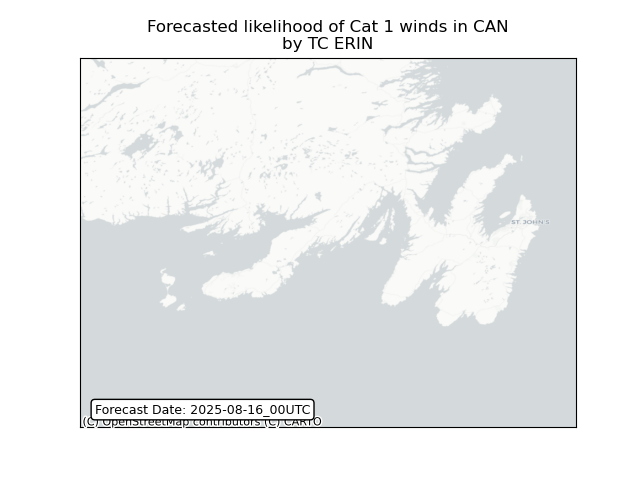 Forecasted likelihood of Cat 1 winds in CAN
by TC ERIN
ST. JOHN'S
Forecast Date: 2025-08-16_00UTC
(C) OpenStreetMap contributors (C) CARTO